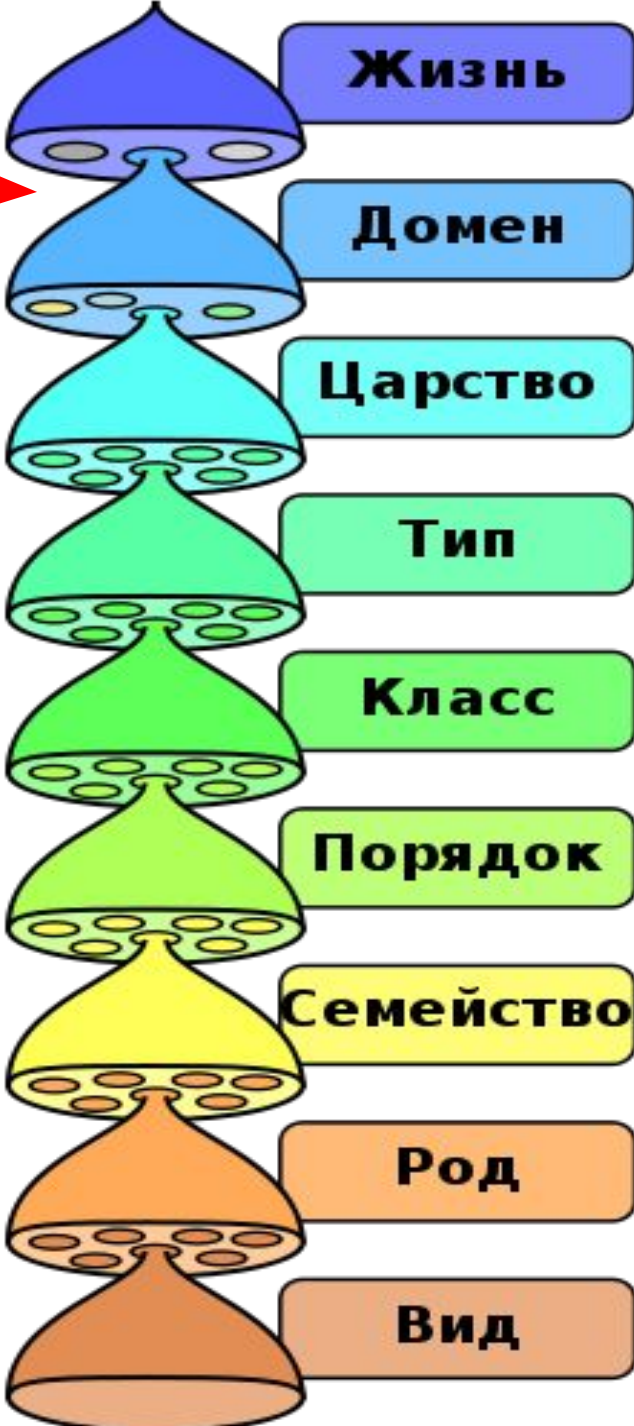 Жизнь
Домен
Царство
Тип
Класс
Порядок
Семейство
Род
Вид